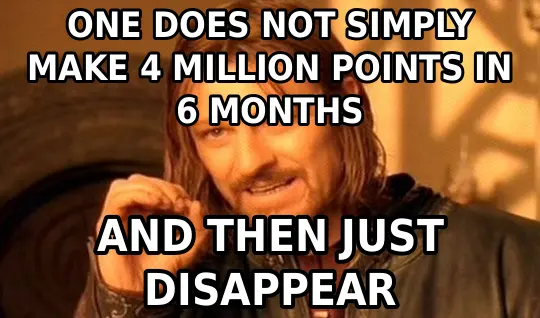 ONE DOES NOT SIMPLY
MAKE 4 MILLION POINTS IN
6 MONTHS
AND THEN JUST
DISAPPEAR